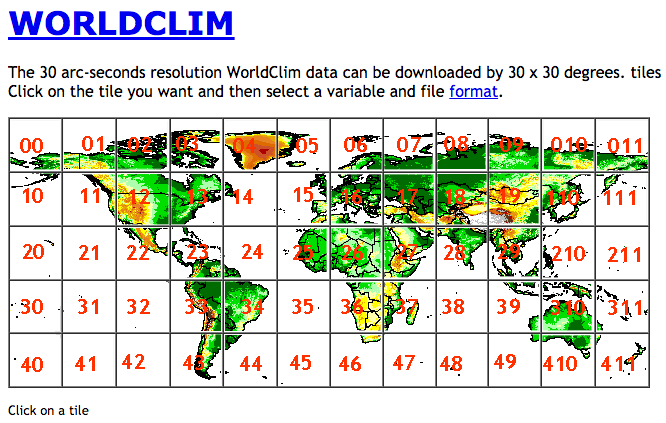 WORLDCLIM
The 30 arc-seconds resolution WorldClim data can be downloaded by 30 x 30 degrees. tiles
Click on the tile you want and then select a variable and file format.
00 01 02 03 04 05 06 07 08 09 010 011
10 11 12 13 14 15 16 17 18 19 110 111
20 21 22 23 24 25 26 27 28 29 210 211
30 31 32 33 34 35 36 37 38 39 310 311
40 41 42 43 44 45 46 47 48 49 410 411
Click on a tile